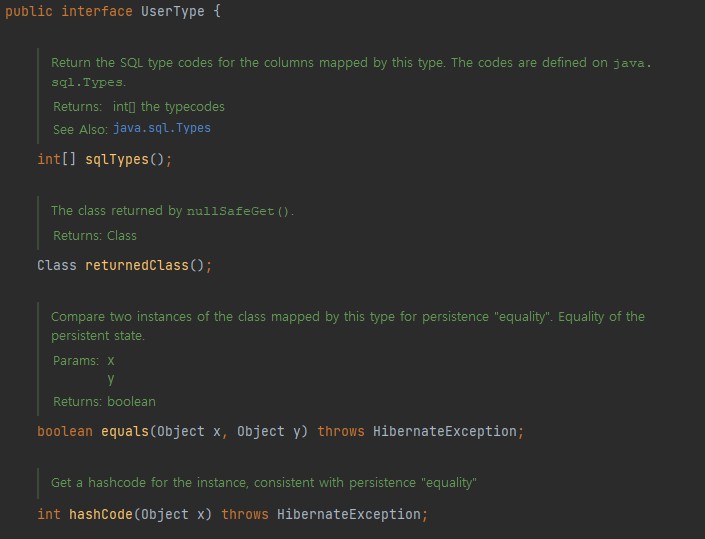 public interface UserType {
Return the SQL type codes for the columns mapped by this type. The codes are defined on java.
sql.Types.
Returns: int[] the typecodes
See Also: java.sql.Types
int[] sqlTypes();
The class returned by nullSafeGet().
Returns: Class
Class returnedClass();
Compare two instances of the class mapped by this type for persistence "equality". Equality of the
persistent state.
Params: x
y
Returns: boolean
boolean equals(Object x, Object y) throws HibernateException;
Get a hashcode for the instance, consistent with persistence "equality"
int hashCode(Object x) throws HibernateException;